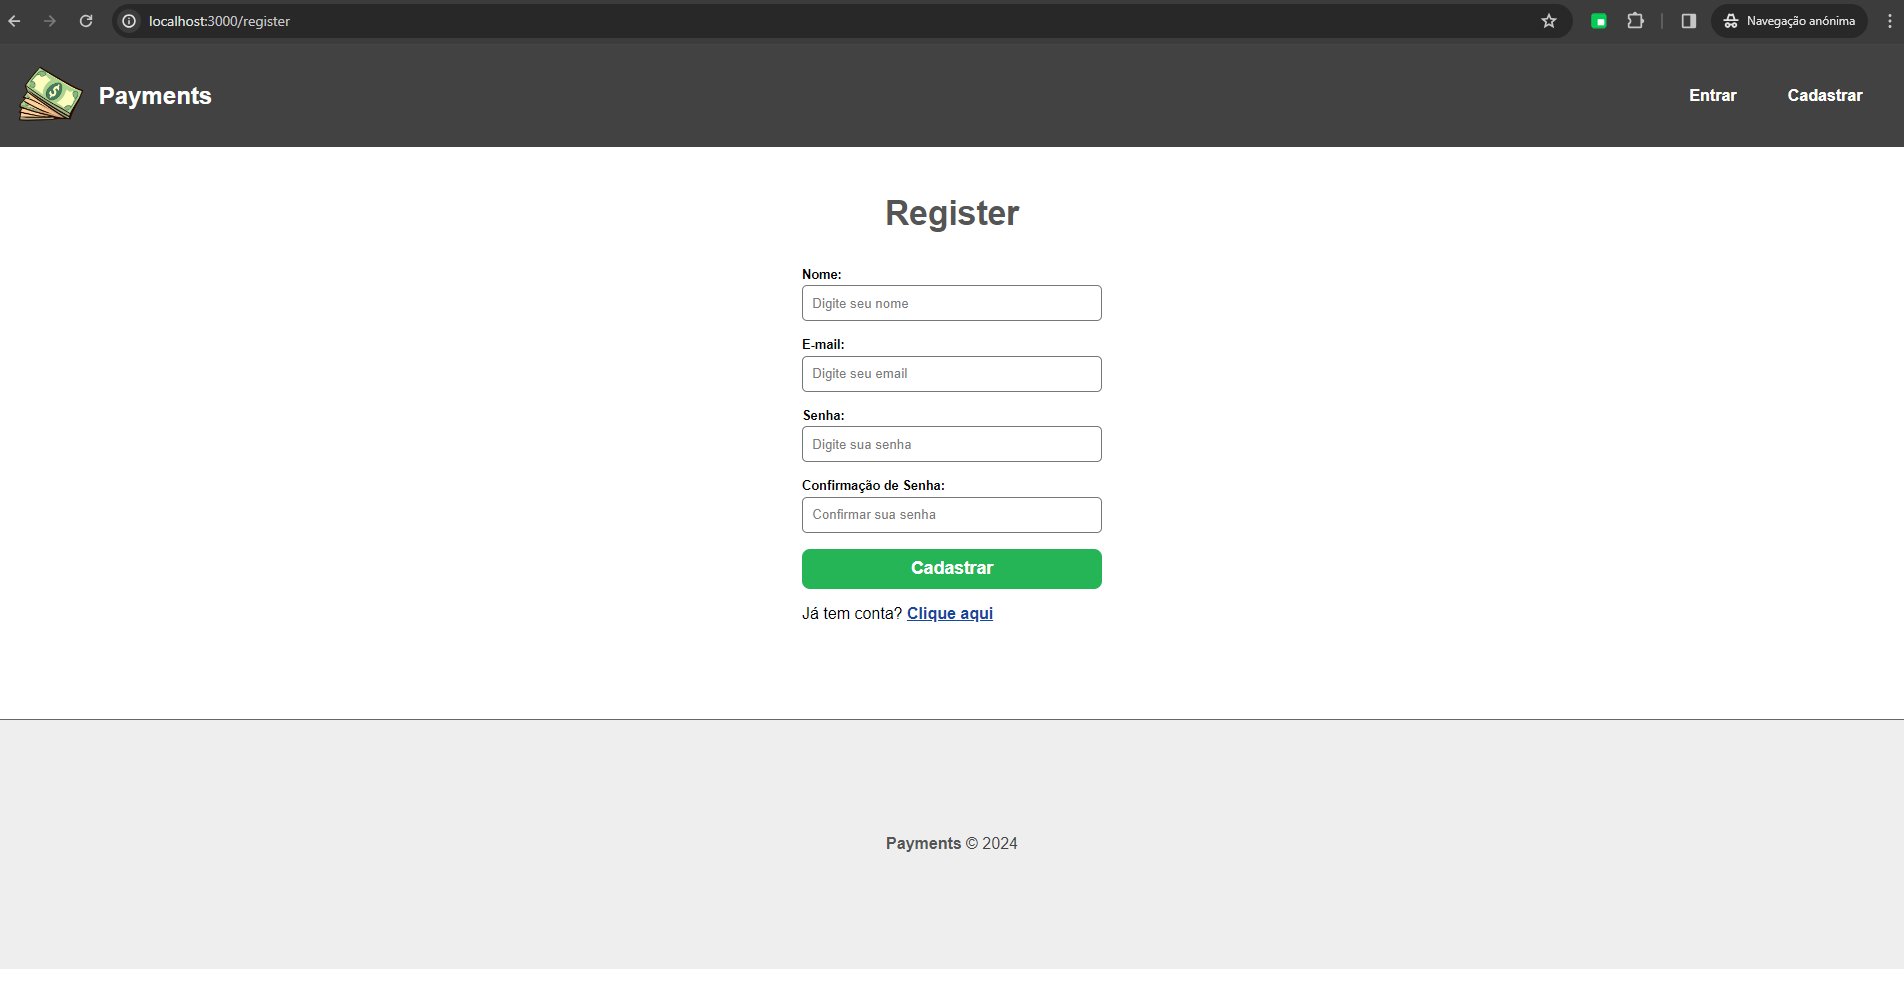 localhost:3000/register
Navegação anónima
Payments
Entrar
Cadastrar
Register
Nome:
Digite seu nome
E-mail:
Digite seu email
Senha:
Digite sua senha
Confirmação de Senha:
Confirmar sua senha
Cadastrar
Já tem conta? Clique aqui
Payments © 2024